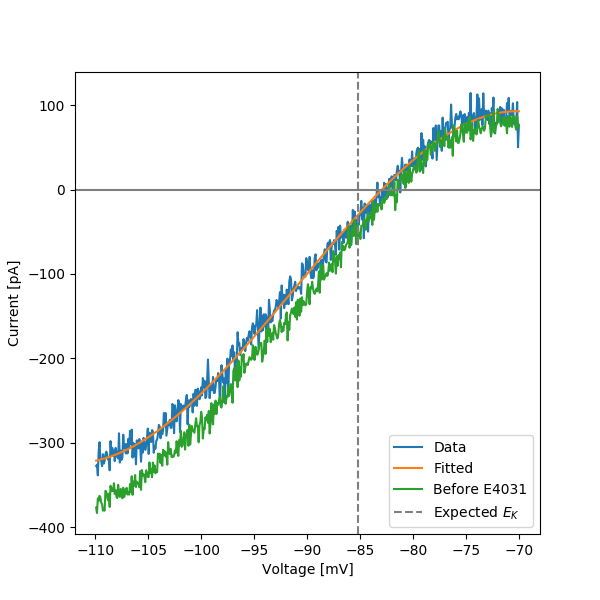 100
0
−100
−200
−300
−400
Current [pA]
−110 −105 −100 −95 −90 −85 −80 −75 −70
Voltage [mV]
Data
Fitted
Before E4031
Expected E_K